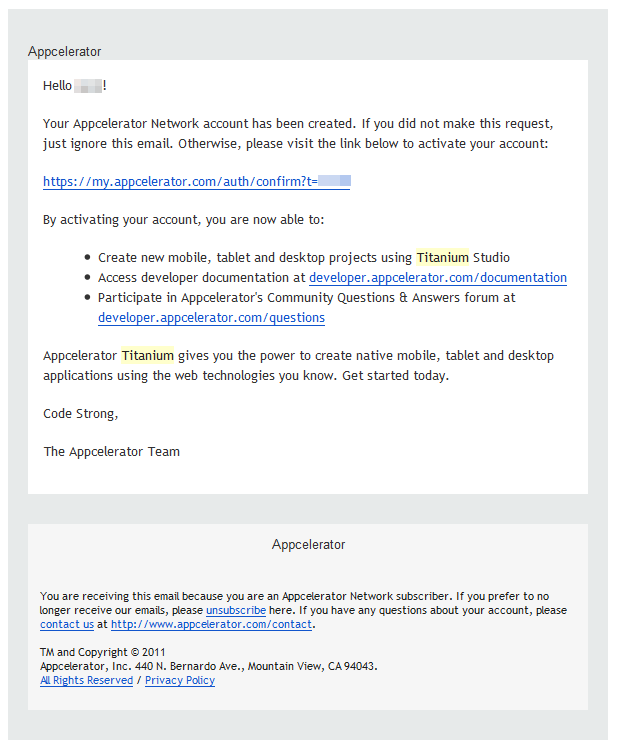 Appcelerator
Hello !
Your Appcelerator Network account has been created. If you did not make this request,
just ignore this email. Otherwise, please visit the link below to activate your account:
https://my.appcelerator.com/auth/confirm?t=
By activating your account, you are now able to:
• Create new mobile, tablet and desktop projects using Titanium Studio
• Access developer documentation at developer.appcelerator.com/documentation
• Participate in Appcelerator's Community Questions & Answers forum at
developer.appcelerator.com/questions
Appcelerator Titanium gives you the power to create native mobile, tablet and desktop
applications using the web technologies you know. Get started today.
Code Strong,
The Appcelerator Team
Appcelerator
You are receiving this email because you are an Appcelerator Network subscriber. If you prefer to no
longer receive our emails, please unsubscribe here. If you have any questions about your account, please
contact us at http://www.appcelerator.com/contact.
TM and Copyright © 2011
Appcelerator, Inc. 440 N. Bernardo Ave., Mountain View, CA 94043.
All Rights Reserved / Privacy Policy